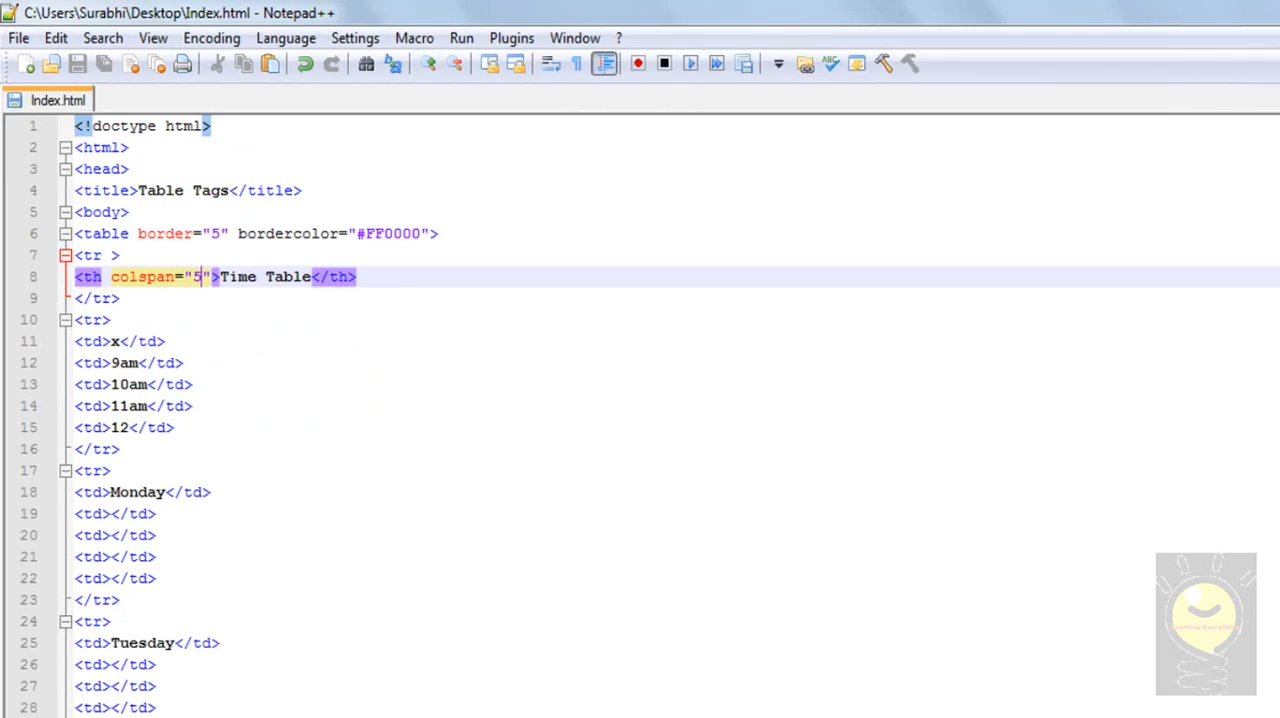 C:\Users\Surabhi\Desktop\Index.html - Notepad++
File Edit Search View Encoding Language Settings Macro Run Plugins Window ?
Index.html
1 <!doctype html>
2 <html>
3 <head>
4 <title>Table Tags</title>
5 <body>
6 <table border="5" bordercolor="#FF0000">
7 <tr >
8 <th colspan="5">Time Table</th>
9 </tr>
10 <tr>
11 <td>x</td>
12 <td>9am</td>
13 <td>10am</td>
14 <td>11am</td>
15 <td>12</td>
16 </tr>
17 <tr>
18 <td>Monday</td>
19 <td></td>
20 <td></td>
21 <td></td>
22 <td></td>
23 </tr>
24 <tr>
25 <td>Tuesday</td>
26 <td></td>
27 <td></td>
28 <td></td>